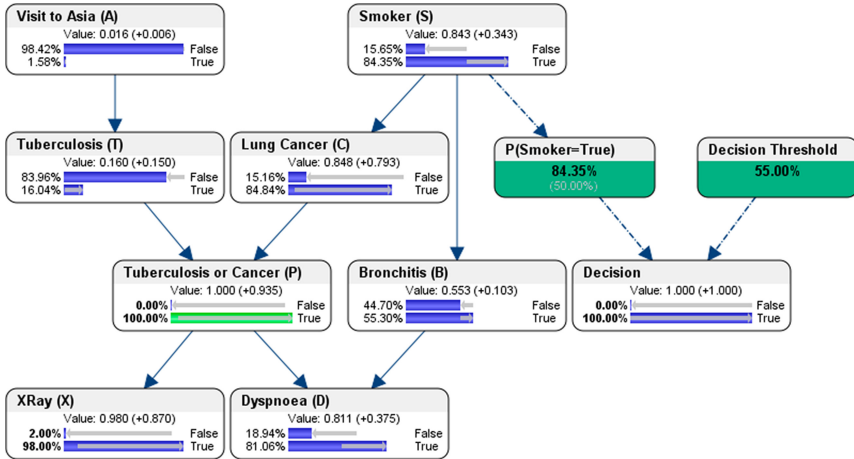 Visit to Asia (A)
Value: 0.016 (+0.006)
98.42% False
1.58% True
Smoker (S)
Value: 0.843 (+0.343)
15.65% False
84.35% True
Tuberculosis (T)
Value: 0.160 (+0.150)
83.96% False
16.04% True
Lung Cancer (C)
Value: 0.848 (+0.793)
15.16% False
84.84% True
P(Smoker=True)
84.35%
(50.00%)
Decision Threshold
55.00%
Tuberculosis or Cancer (P)
Value: 1.000 (+0.935)
0.00% False
100.00% True
Bronchitis (B)
Value: 0.553 (+0.103)
44.70% False
55.30% True
Decision
Value: 1.000 (+1.000)
0.00% False
100.00% True
XRay (X)
Value: 0.980 (+0.870)
2.00% False
98.00% True
Dyspnoea (D)
Value: 0.811 (+0.375)
18.94% False
81.06% True